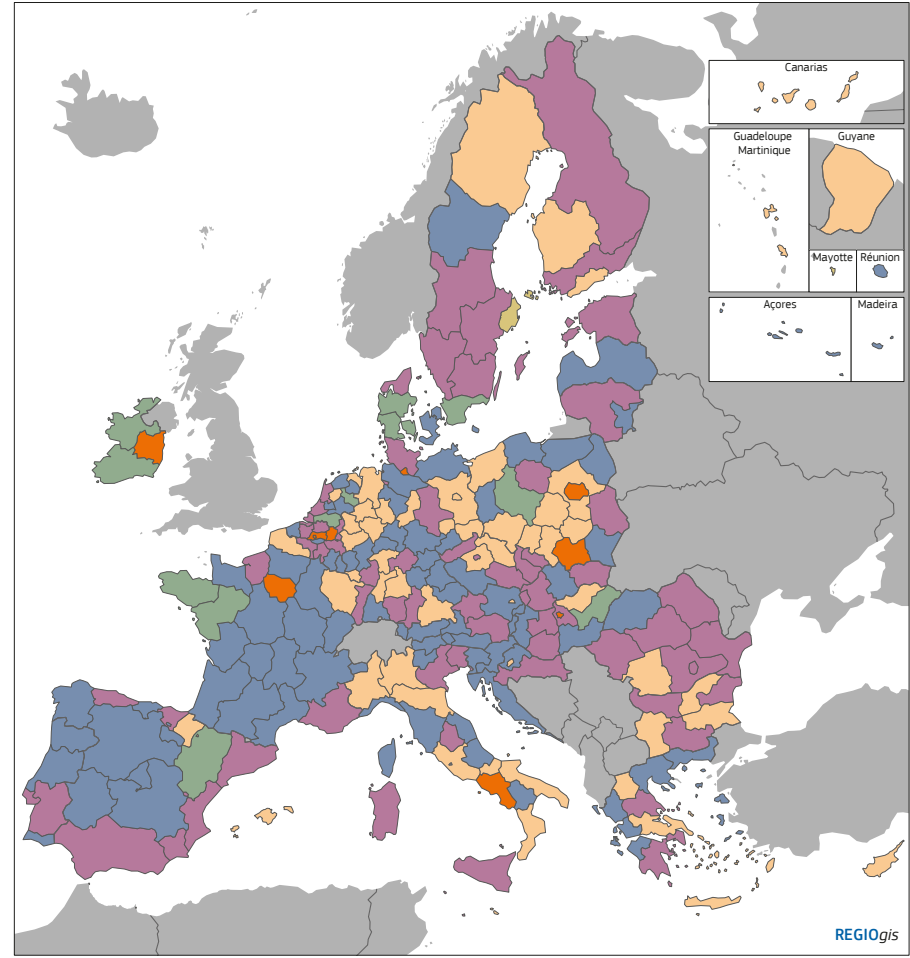 Canarias
Guadeloupe
Martinique
Guyane
Mayotte
Réunion
Açores
Madeira
REGIOgis